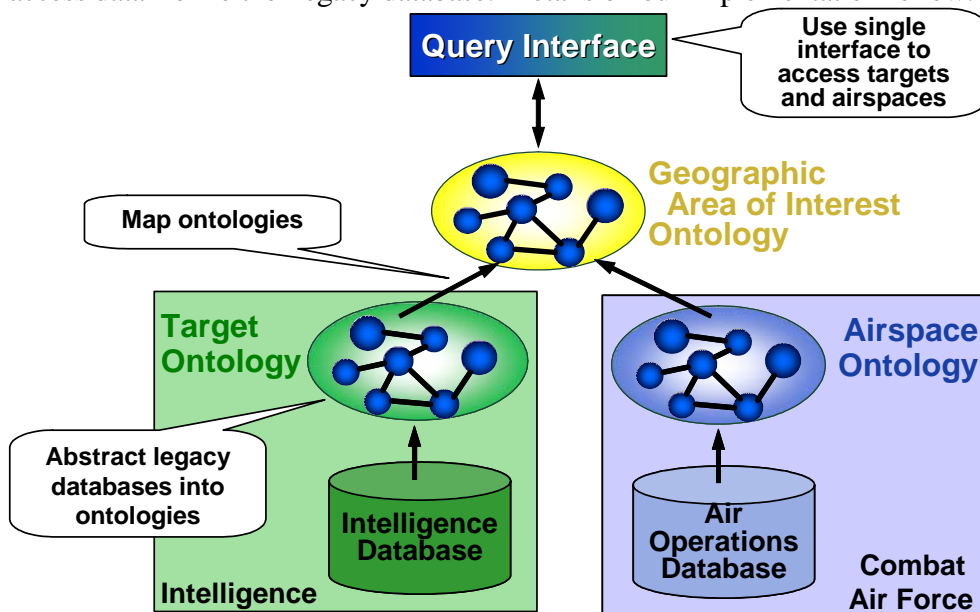 Query Interface
Use single
interface to
access targets
and airspaces
Geographic
Area of Interest
Ontology
Map ontologies
Target
Ontology
Airspace
Ontology
Abstract legacy
databases into
ontologies
Intelligence
Database
Air
Operations
Database
Intelligence
Combat
Air Force